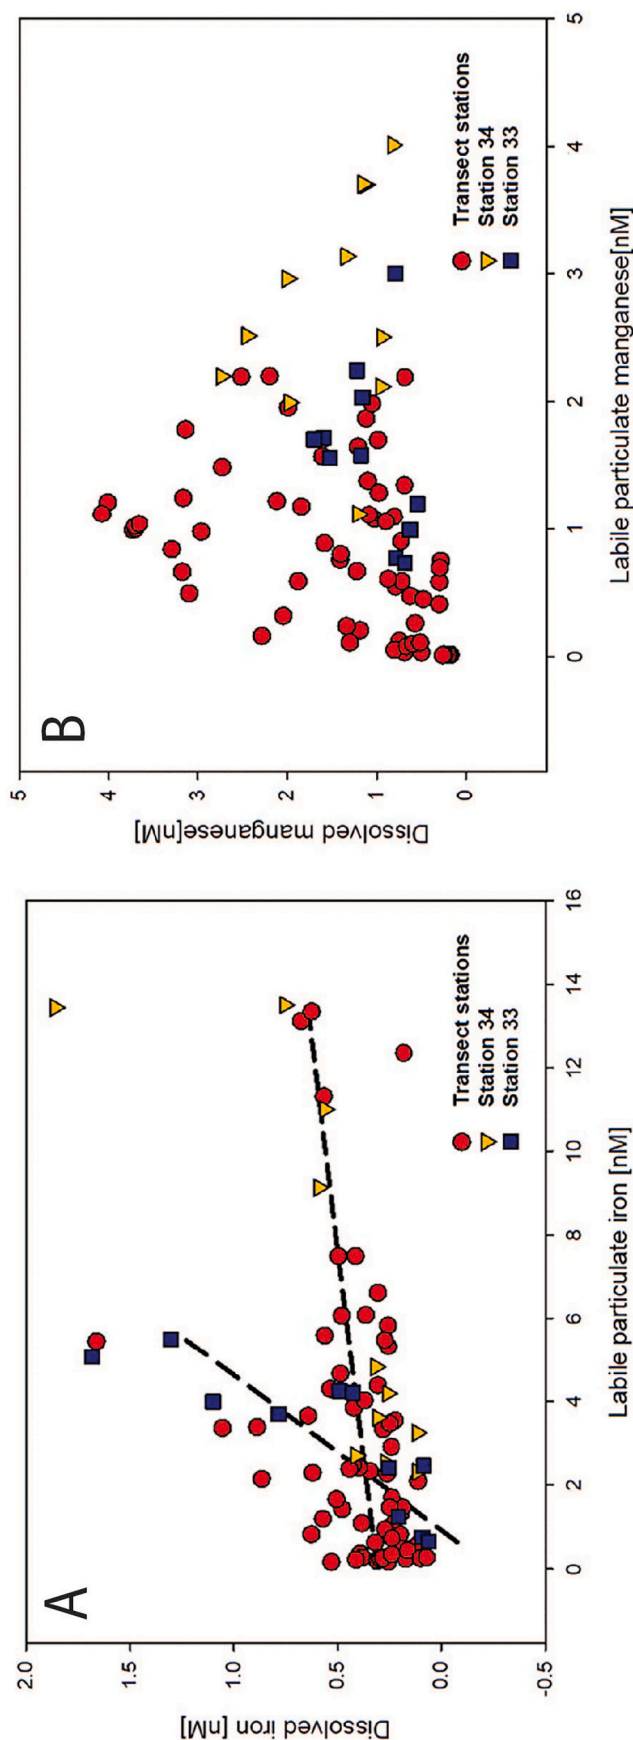 A
2.0
1.5
1.0
0.5
0.0
-0.5
Dissolved iron [nM]
0
2
4
6
8
10
12
14
16
Labile particulate iron [nM]
Transect stations
Station 34
Station 33
B
5
4
3
2
1
0
Dissolved manganese[nM]
0
1
2
3
4
5
Labile particulate manganese[nM]
Transect stations
Station 34
Station 33